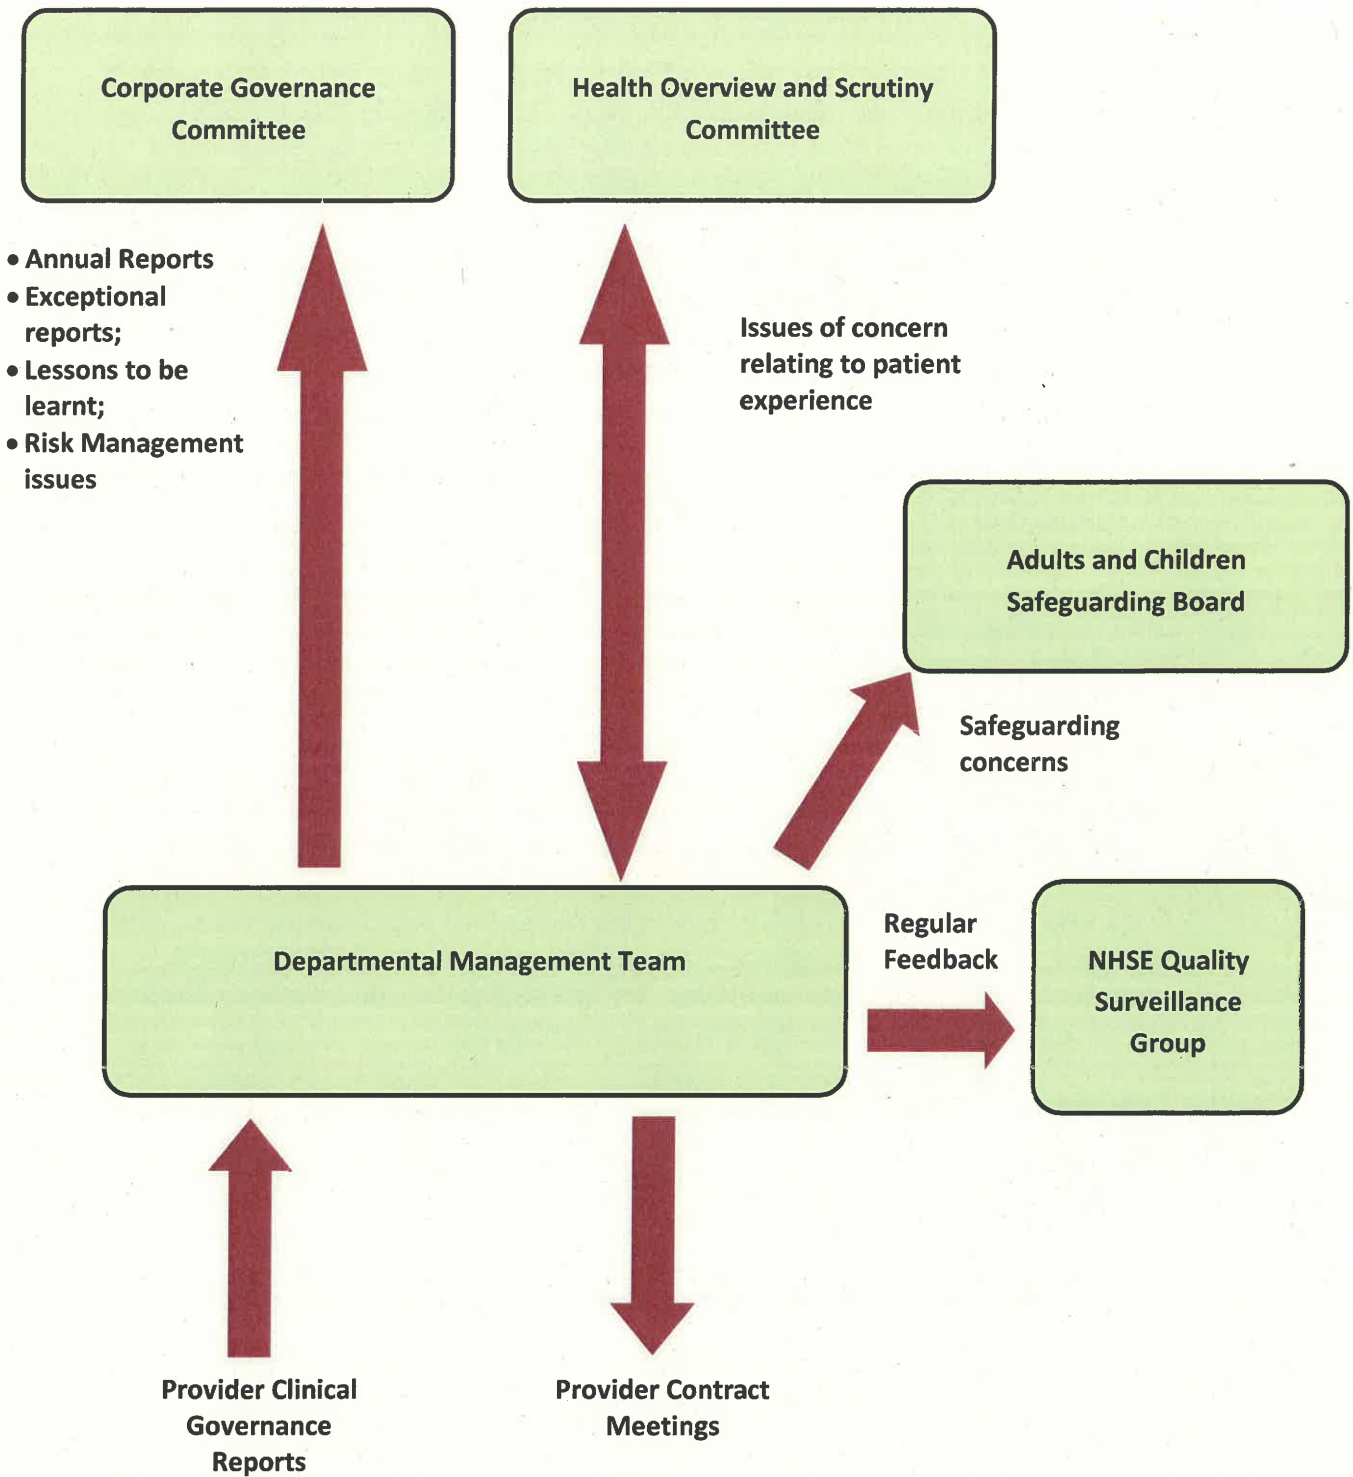 Corporate Governance
Committee
Health Overview and Scrutiny
Committee
• Annual Reports
• Exceptional
reports;
• Lessons to be
learnt;
• Risk Management
issues
Issues of concern
relating to patient
experience
Adults and Children
Safeguarding Board
Safeguarding
concerns
Departmental Management Team
Regular
Feedback
NHSE Quality
Surveillance
Group
Provider Clinical
Governance
Reports
Provider Contract
Meetings